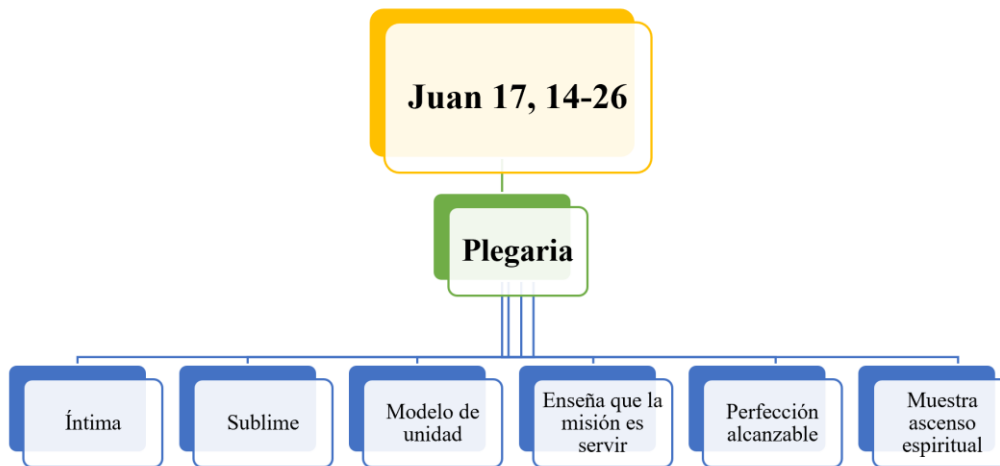 Juan 17, 14-26
Plegaria
Íntima
Sublime
Modelo de
unidad
Enseña que la
misión es
servir
Perfección
alcanzable
Muestra
ascenso
espiritual